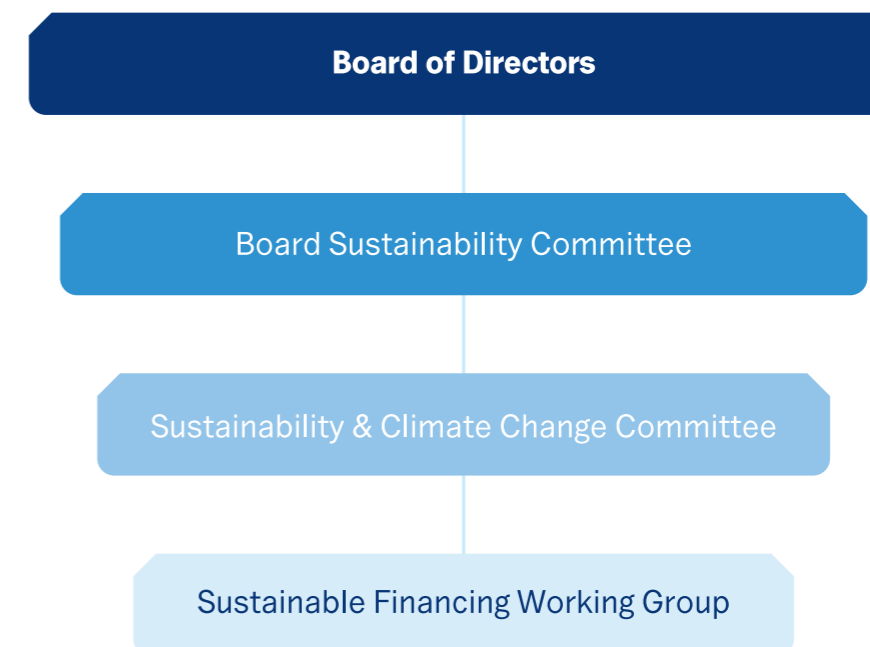 Board of Directors
Board Sustainability Committee
Sustainability & Climate Change Committee
Sustainable Financing Working Group